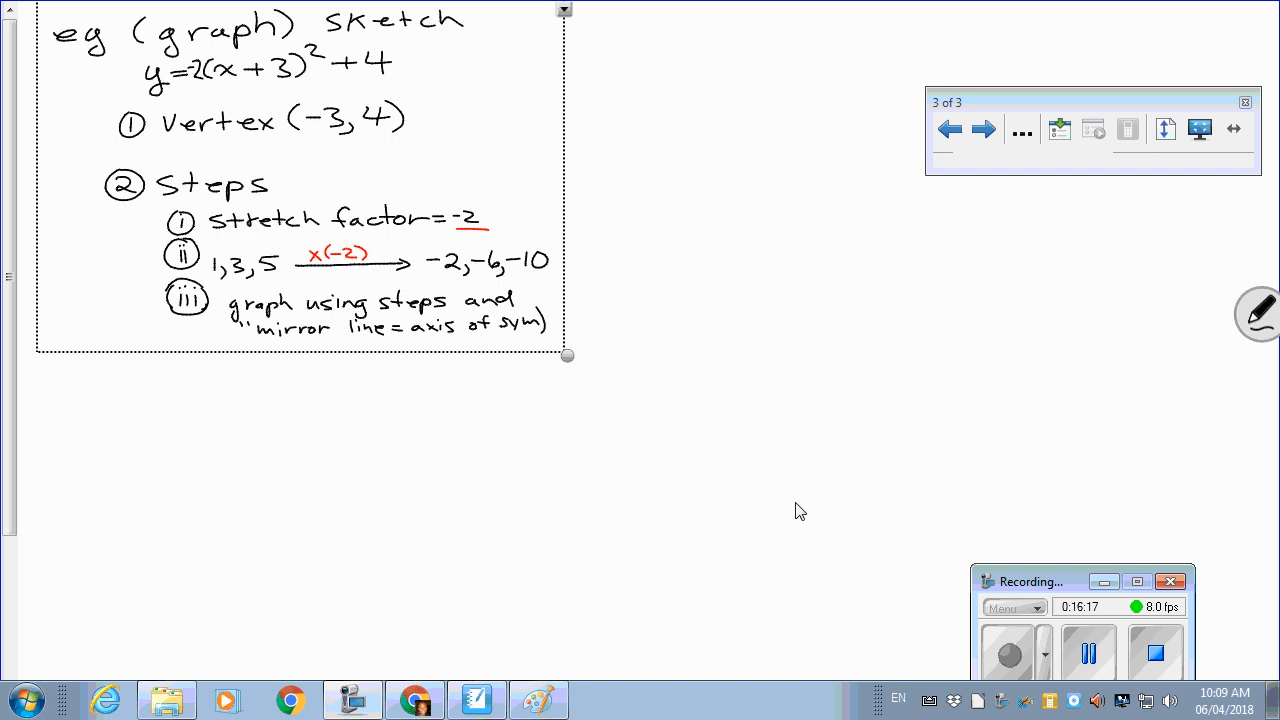 eg (graph) sketch
y=-2(x+3)²+4
① vertex (-3,4)
② Steps
ⓘ stretch factor = -2
ⓘⓘ 1,3,5 x(-2) → -2,-6,-10
ⓘⓘⓘ graph using steps and
"mirror line = axis of sym)
3 of 3
Recording...
Menu
0:16:17
8.0 fps
EN
10:09 AM
06/04/2018